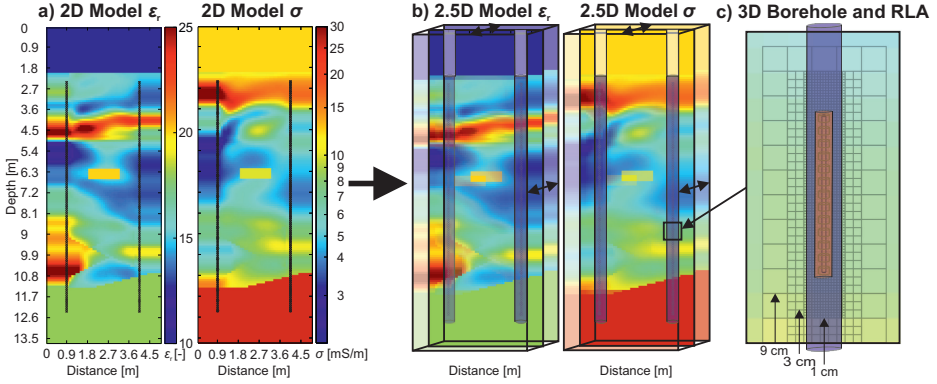 a) 2D Model εr
2D Model σ
b) 2.5D Model εr
2.5D Model σ
c) 3D Borehole and RLA
Depth [m]
0
0.9
1.8
2.7
3.6
4.5
5.4
6.3
7.2
8.1
9
9.9
10.8
11.7
12.6
13.5
25
20
15
10
30
20
15
10
9
8
7
6
5
4
3
2
0 0.9 1.8 2.7 3.6 4.5
εr[-]
0 0.9 1.8 2.7 3.6 4.5
σ [mS/m]
Distance [m]
Distance [m]
Distance [m]
Distance [m]
9 cm
3 cm
1 cm